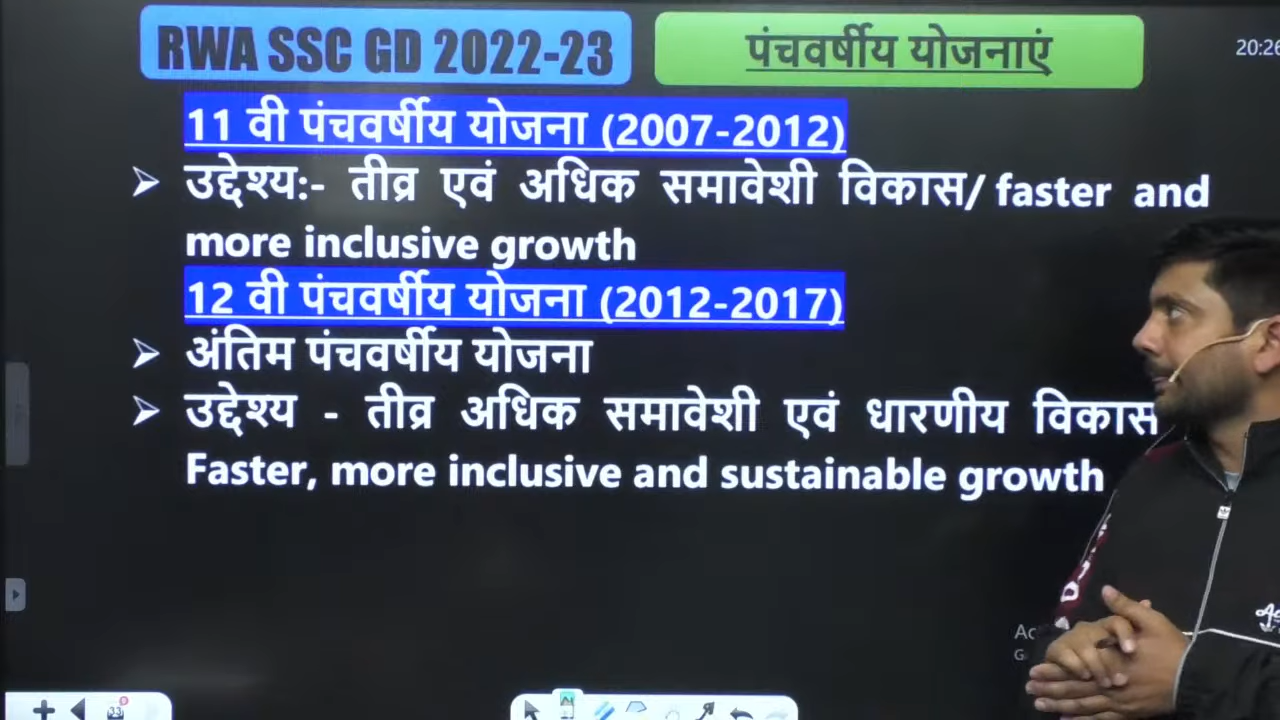 RWA SSC GD 2022-23
पंचवर्षीय योजनाएं
20:26
11 वी पंचवर्षीय योजना (2007-2012)
➢ उद्देश्य:- तीव्र एवं अधिक समावेशी विकास/ faster and
more inclusive growth
12 वी पंचवर्षीय योजना (2012-2017)
➢ अंतिम पंचवर्षीय योजना
➢ उद्देश्य - तीव्र अधिक समावेशी एवं धारणीय विकास
Faster, more inclusive and sustainable growth